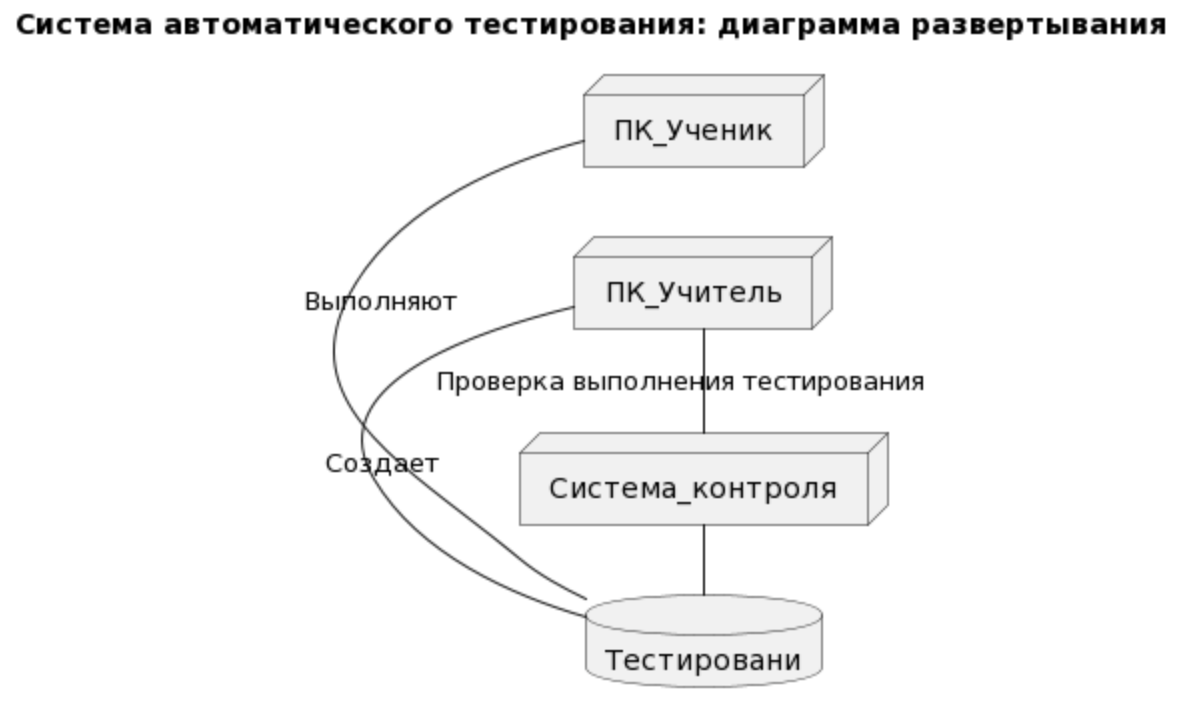 Система автоматического тестирования: диаграмма развертывания
ПК_Ученик
ПК_Учитель
Выполняют
Проверка выполнения тестирования
Создает
Система_контроля
Тестировани